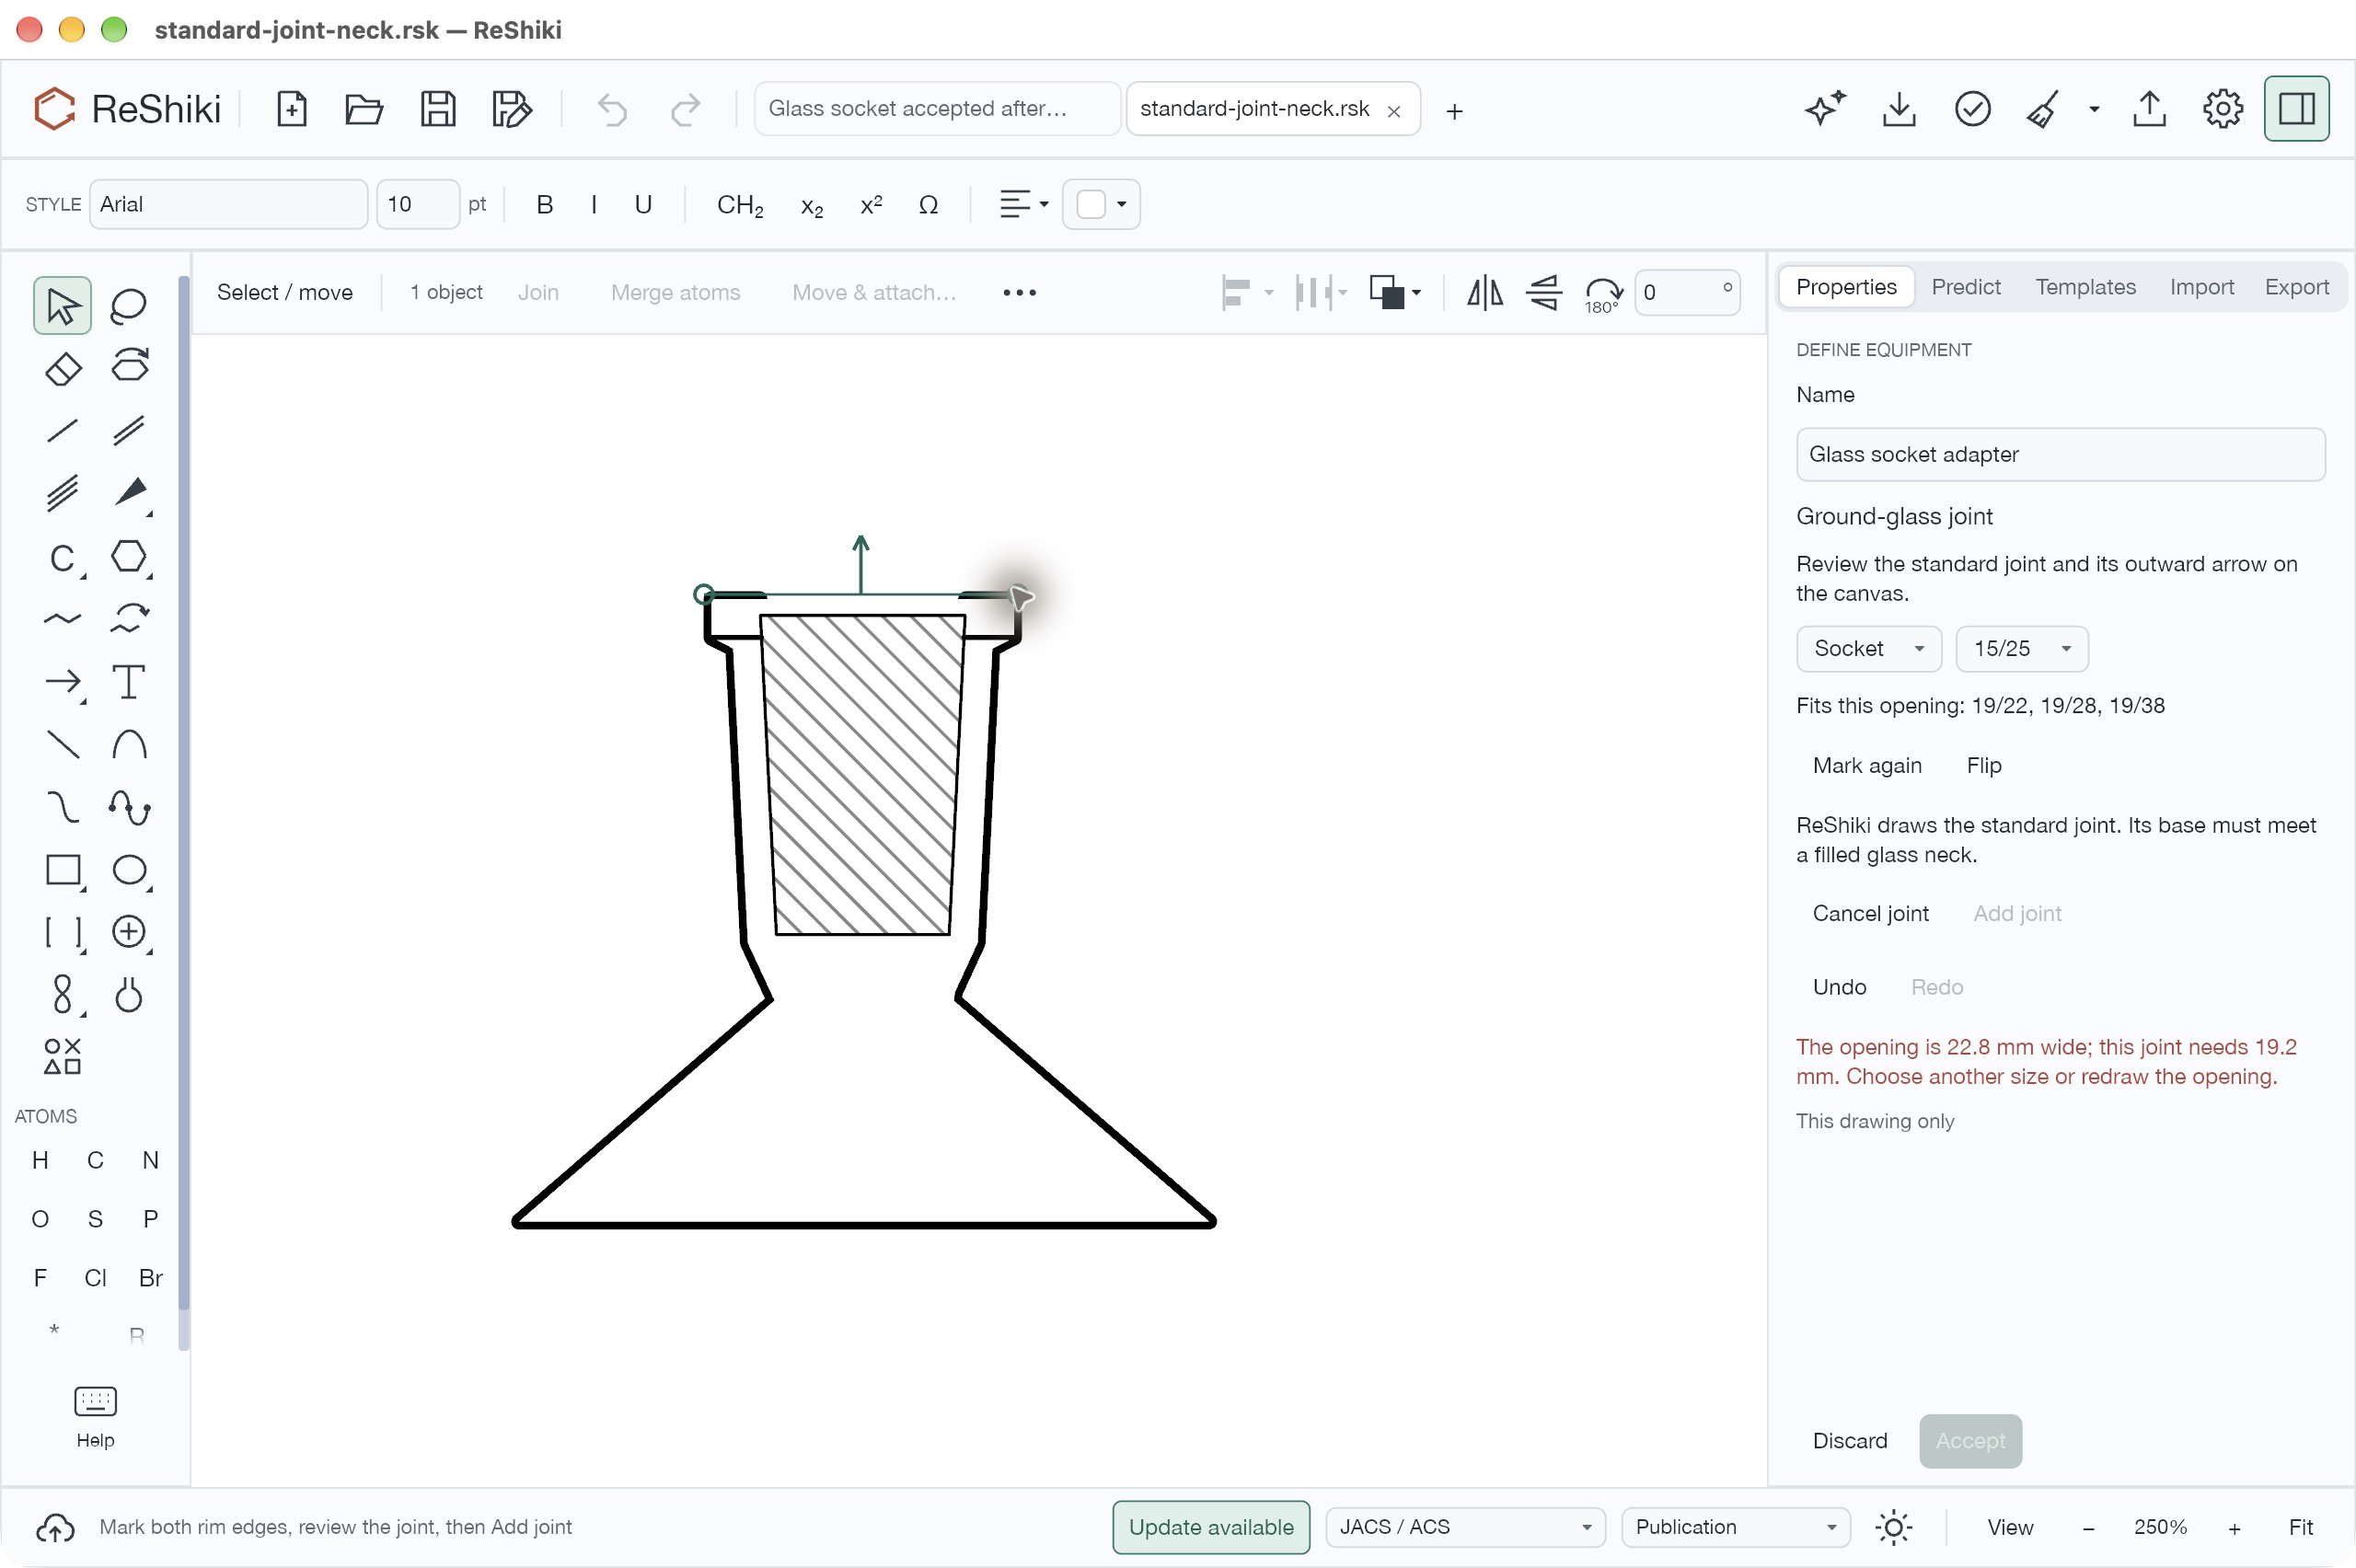 standard-joint-neck.rsk — ReShiki
ReShiki
Glass socket accepted after…
standard-joint-neck.rsk
STYLE
Arial
10
pt
B
I
U
CH₂
x₂
x²
Ω
Select / move
1 object
Join
Merge atoms
Move & attach…
180°
0
°
Properties
Predict
Templates
Import
Export
DEFINE EQUIPMENT
Name
Glass socket adapter
Ground-glass joint
Review the standard joint and its outward arrow on
the canvas.
Socket
15/25
Fits this opening: 19/22, 19/28, 19/38
Mark again
Flip
ReShiki draws the standard joint. Its base must meet
a filled glass neck.
Cancel joint
Add joint
Undo
Redo
The opening is 22.8 mm wide; this joint needs 19.2
mm. Choose another size or redraw the opening.
This drawing only
Discard
Accept
C
T
[ ]
ATOMS
H C N
O S P
F Cl Br
* R
Help
Mark both rim edges, review the joint, then Add joint
Update available
JACS / ACS
Publication
View
– 250% +
Fit